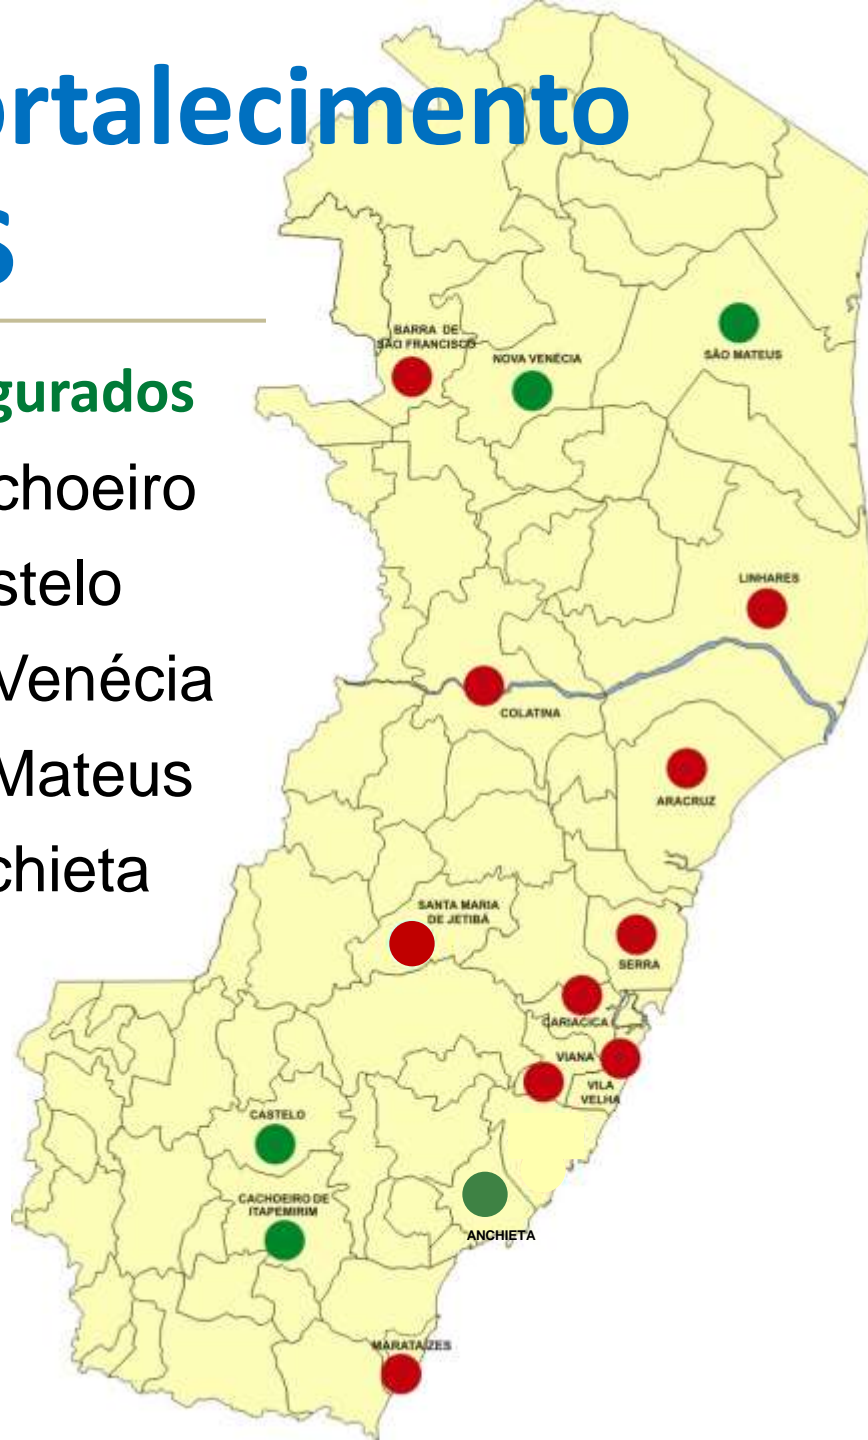 ortalecimento
s
gurados
choeiro
stelo
Venécia
Mateus
chieta
BARRA DE
SÃO FRANCISCO
NOVA VENÉCIA
SÃO MATEUS
LINHARES
COLATINA
ARACRUZ
SANTA MARIA
DE JETIBÁ
SERRA
CARIACICA
VIANA
VILA
VELHA
CASTELO
CACHOEIRO DE
ITAPEMIRIM
ANCHIETA
MARATAÍZES